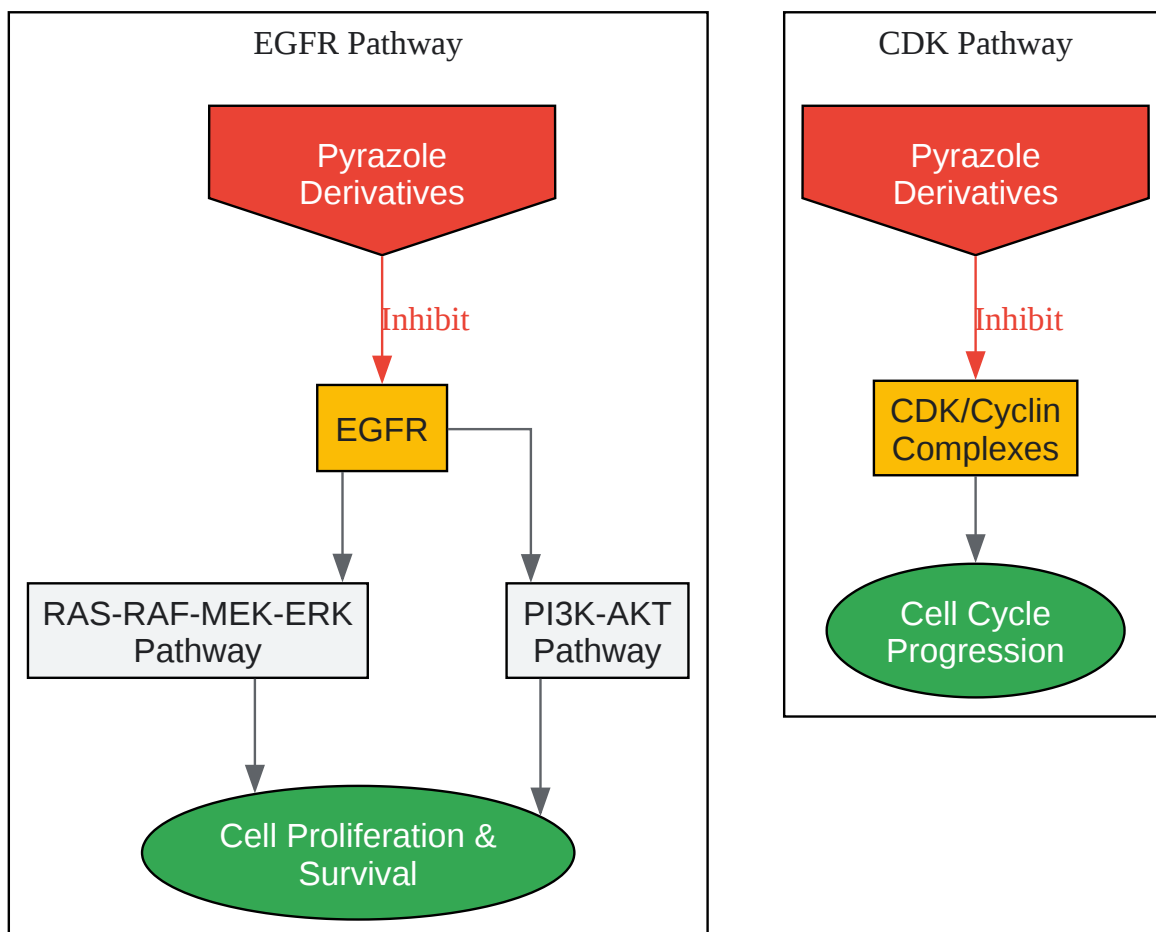 EGFR Pathway
Pyrazole
Derivatives
Inhibit
EGFR
RAS-RAF-MEK-ERK
Pathway
PI3K-AKT
Pathway
Cell Proliferation &
Survival
CDK Pathway
Pyrazole
Derivatives
Inhibit
CDK/Cyclin
Complexes
Cell Cycle
Progression